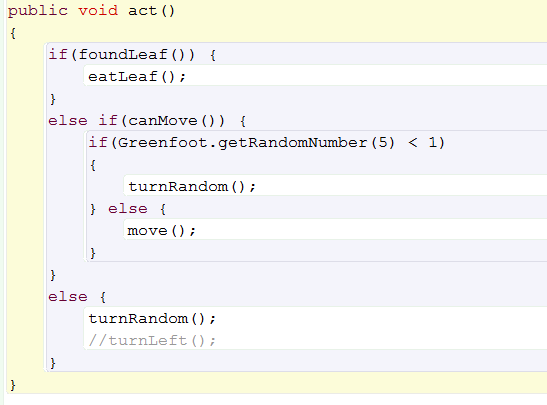 public void act()
{
    if(foundLeaf()) {
        eatLeaf();
    }
    else if(canMove()) {
        if(Greenfoot.getRandomNumber(5) < 1)
        {
            turnRandom();
        } else {
            move();
        }
    }
    else {
        turnRandom();
        //turnLeft();
    }
}